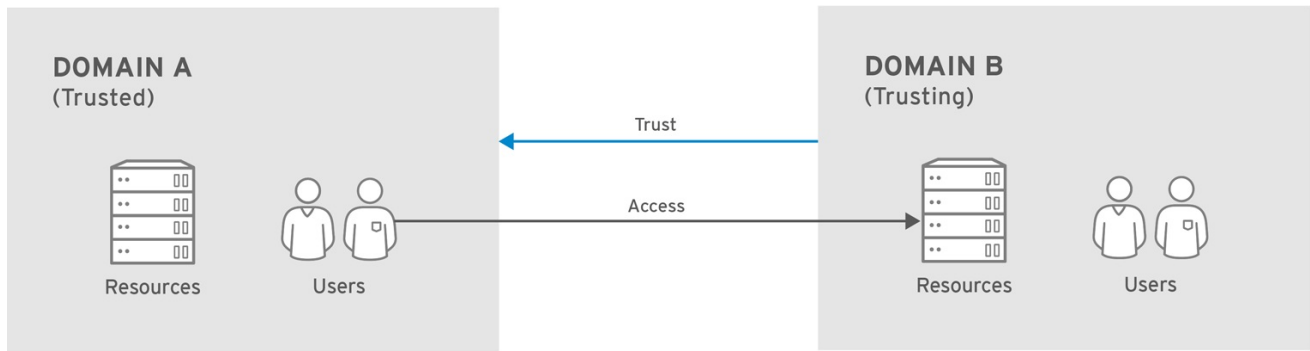 DOMAIN A
(Trusted)
Resources
Users
Trust
Access
DOMAIN B
(Trusting)
Resources
Users